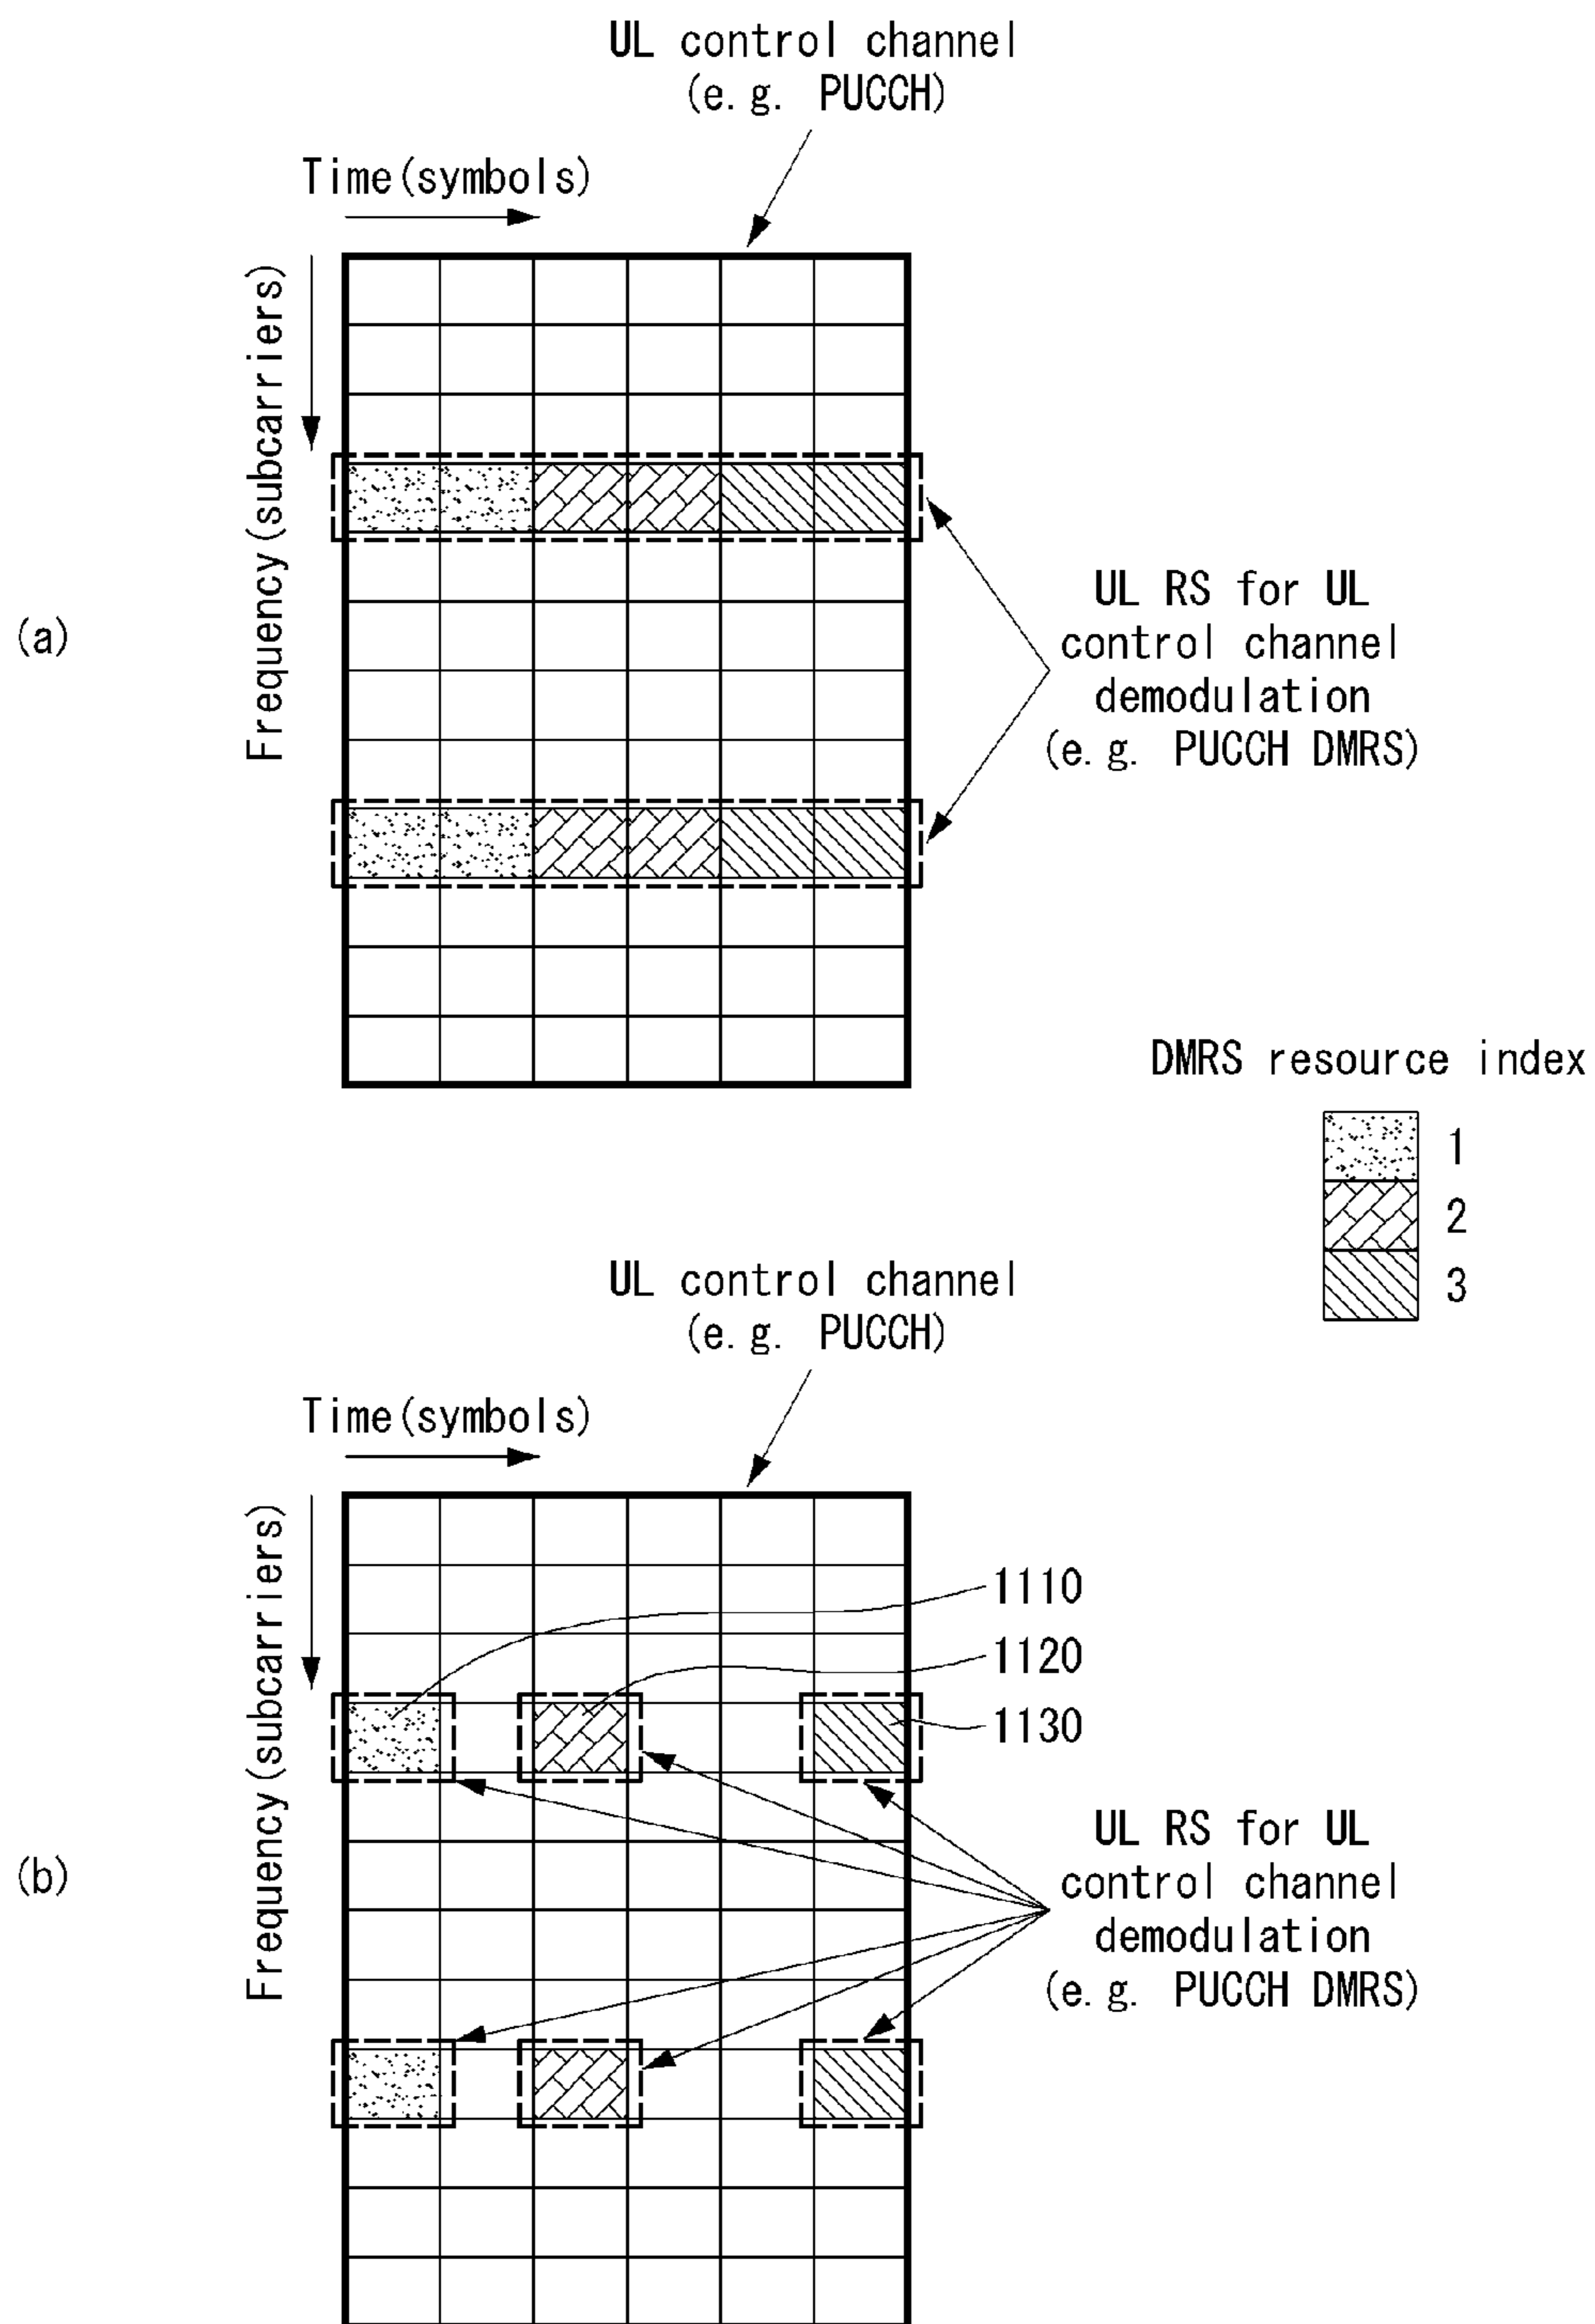 UL control channel
(e.g. PUCCH)
Time(symbols)
Frequency(subcarriers)
(a)
UL RS for UL
control channel
demodulation
(e.g. PUCCH DMRS)
DMRS resource index
1
2
3
UL control channel
(e.g. PUCCH)
Time(symbols)
Frequency(subcarriers)
1110
1120
1130
(b)
UL RS for UL
control channel
demodulation
(e.g. PUCCH DMRS)